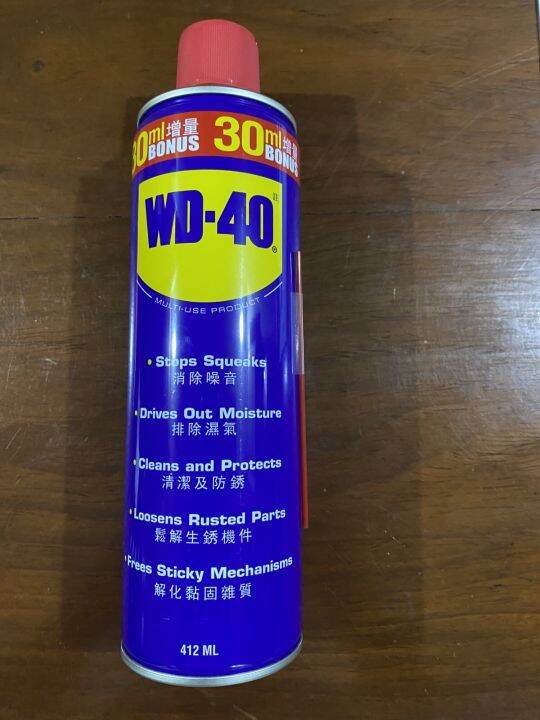 30ml增量
BONUS
30ml增量
BONUS
WD-40®
註
MULTI-USE PRODUCT
• Stops Squeaks
消除噪音
• Drives Out Moisture
排除濕氣
• Cleans and Protects
清潔及防銹
• Loosens Rusted Parts
鬆解生銹機件
• Frees Sticky Mechanisms
解化黏固雜質
412 ML